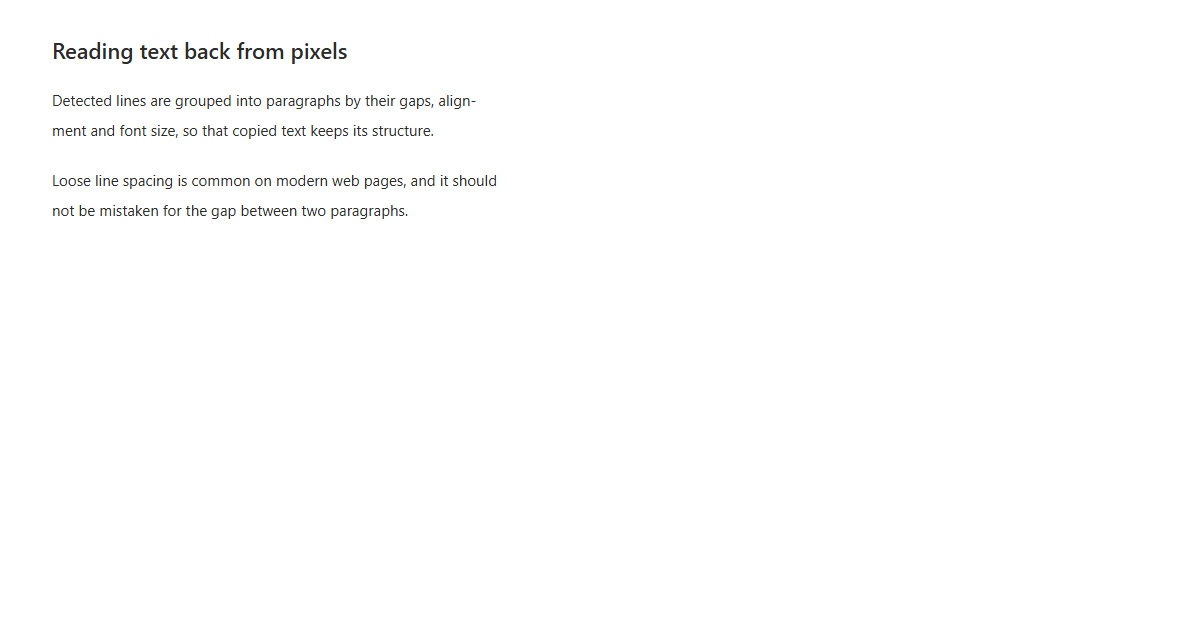 Reading text back from pixels
Detected lines are grouped into paragraphs by their gaps, align-
ment and font size, so that copied text keeps its structure.
Loose line spacing is common on modern web pages, and it should
not be mistaken for the gap between two paragraphs.